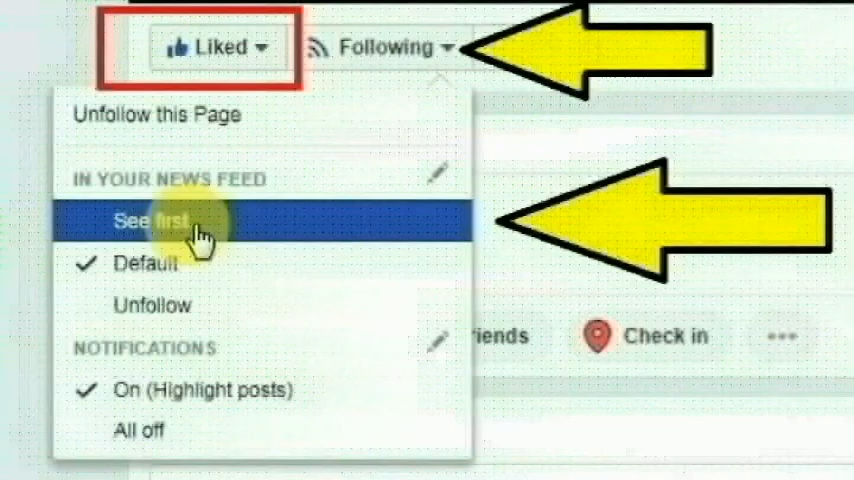 Liked Following
Unfollow this Page
IN YOUR NEWS FEED
See first
Default
Unfollow
NOTIFICATIONS
riends Check in
On (Highlight posts)
All off